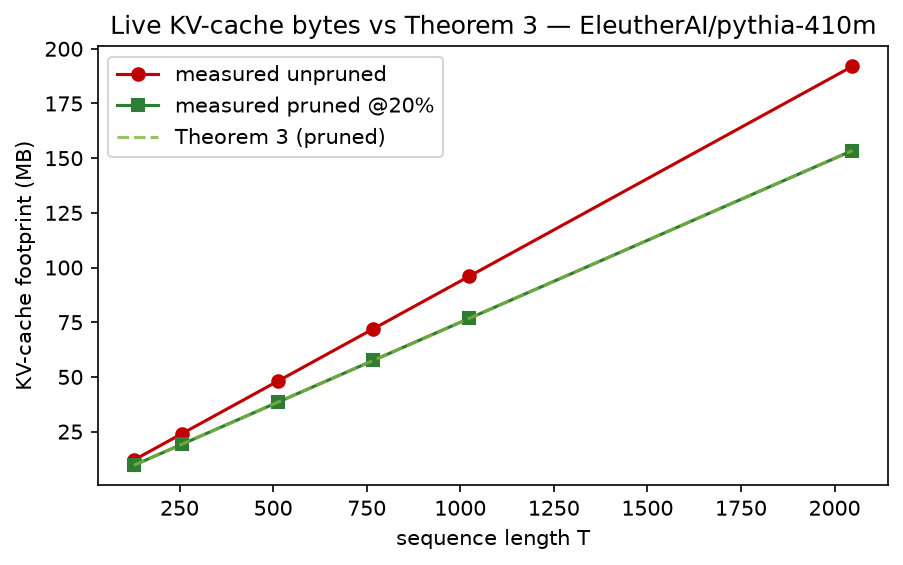 Live KV-cache bytes vs Theorem 3 — EleutherAI/pythia-410m
measured unpruned
measured pruned @20%
Theorem 3 (pruned)
KV-cache footprint (MB)
200
175
150
125
100
75
50
25
250 500 750 1000 1250 1500 1750 2000
sequence length T